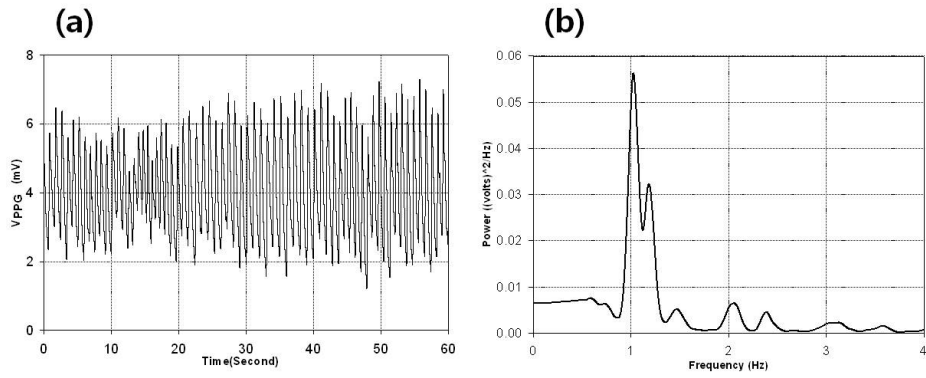 (a)
8
6
4
2
0
VPPG (mV)
0 10 20 30 40 50 60
Time(Second)
(b)
0.06
0.05
0.04
0.03
0.02
0.01
0.00
Power ((volts)^2/Hz)
0 1 2 3 4
Frequency (Hz)